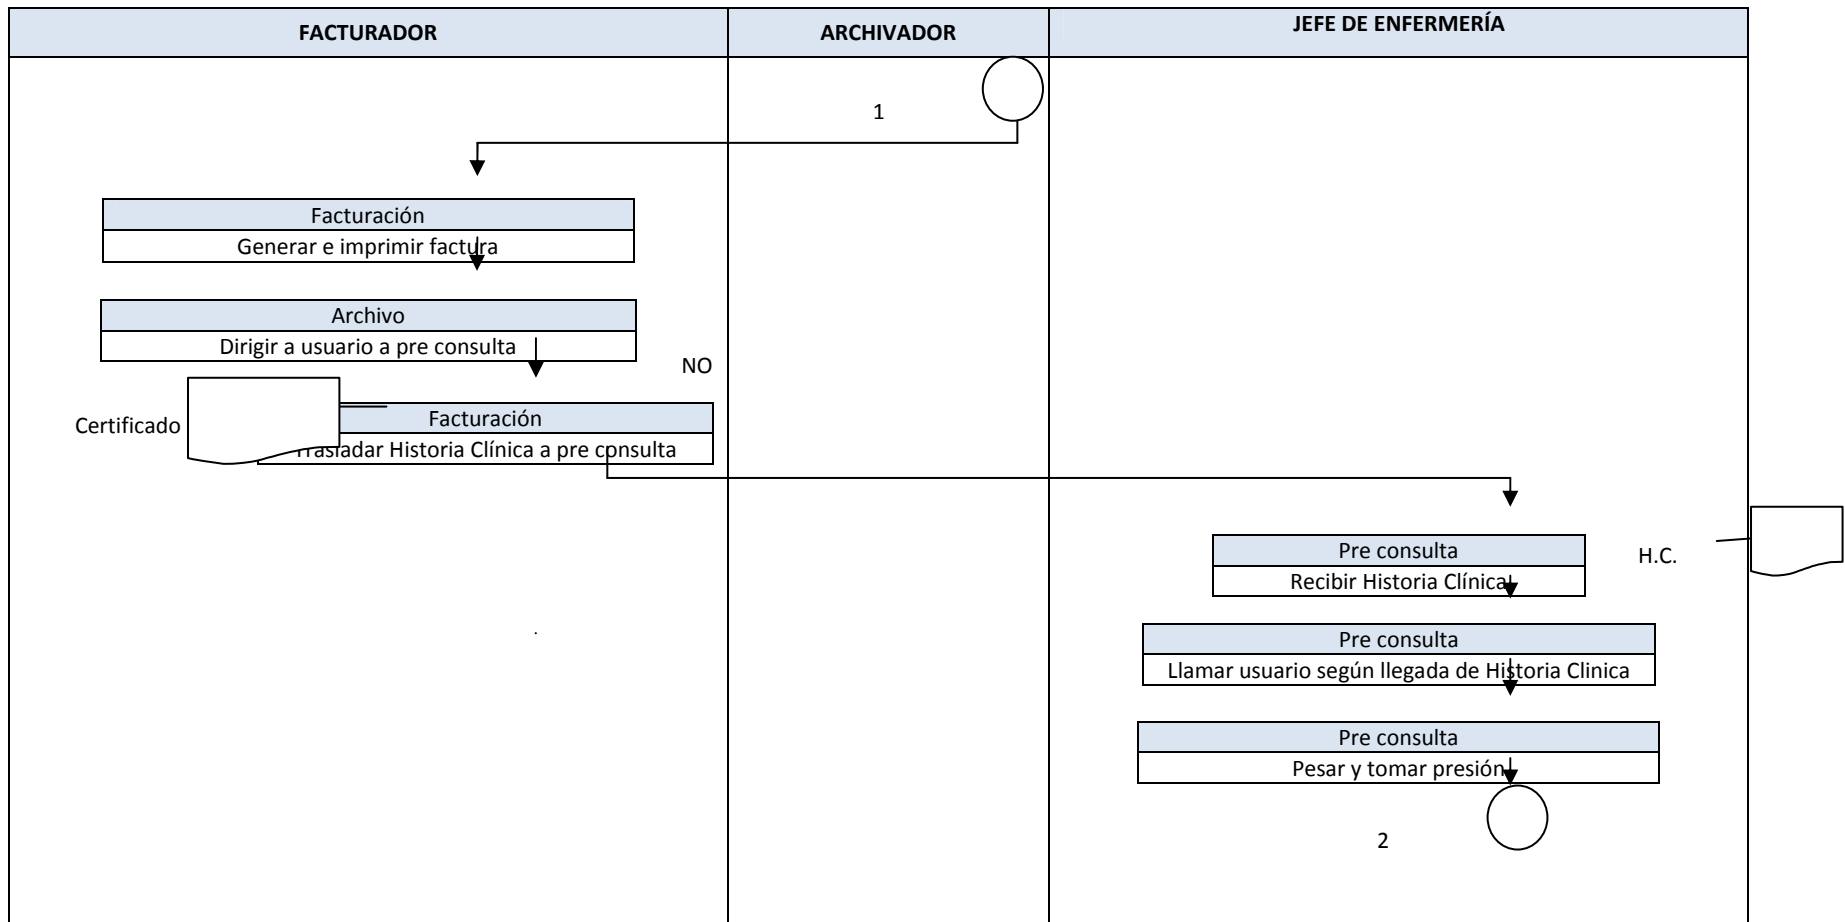 FACTURADOR
ARCHIVADOR
JEFE DE ENFERMERÍA
1
Facturación
Generar e imprimir factura
Archivo
Dirigir a usuario a pre consulta
NO
Certificado
Facturación
Trasladar Historia Clínica a pre consulta
Pre consulta
Recibir Historia Clínica
H.C.
.
Pre consulta
Llamar usuario según llegada de Historia Clinica
Pre consulta
Pesar y tomar presión
2